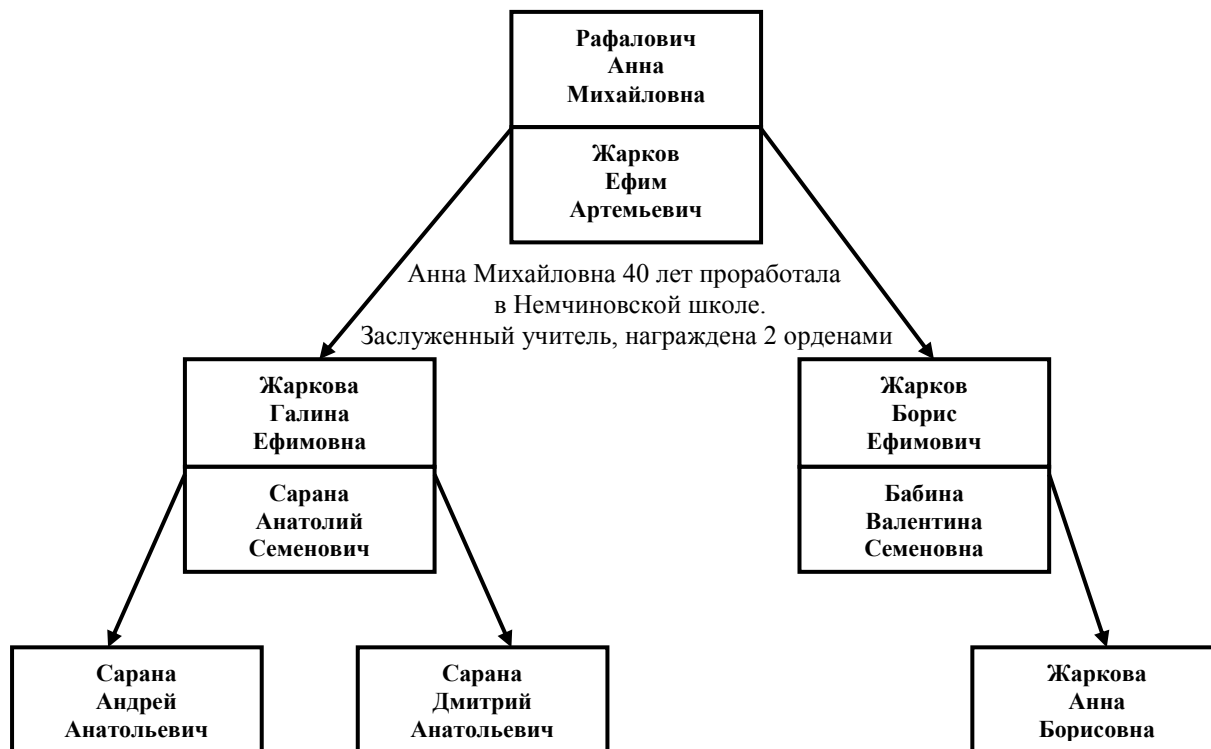 Рафалович
Анна
Михайловна
Жарков
Ефим
Артемьевич
Анна Михайловна 40 лет проработала
в Немчиновской школе.
Заслуженный учитель, награждена 2 орденами
Жаркова
Галина
Ефимовна
Сарана
Анатолий
Семенович
Жарков
Борис
Ефимович
Бабина
Валентина
Семеновна
Сарана
Андрей
Анатольевич
Сарана
Дмитрий
Анатольевич
Жаркова
Анна
Борисовна